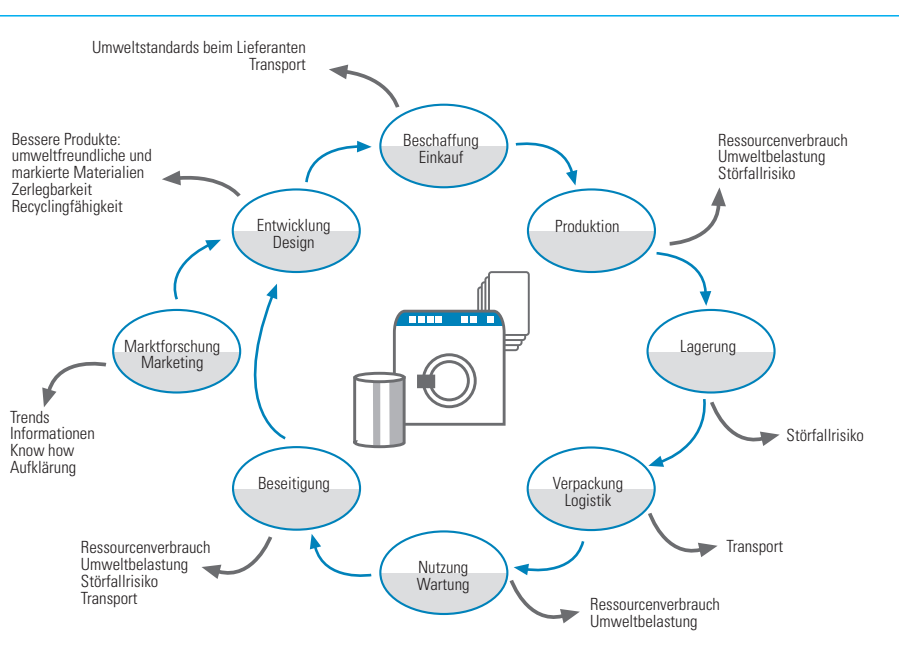 Umweltstandards beim Lieferanten
Transport
Beschaffung
Einkauf
Bessere Produkte:
umweltfreundliche und
markierte Materialien
Zerlegbarkeit
Recyclingfähigkeit
Ressourcenverbrauch
Umweltbelastung
Störfallrisiko
Entwicklung
Design
Produktion
Marktforschung
Marketing
Lagerung
Trends
Informationen
Know how
Aufklärung
Störfallrisiko
Beseitigung
Verpackung
Logistik
Ressourcenverbrauch
Umweltbelastung
Störfallrisiko
Transport
Transport
Nutzung
Wartung
Ressourcenverbrauch
Umweltbelastung